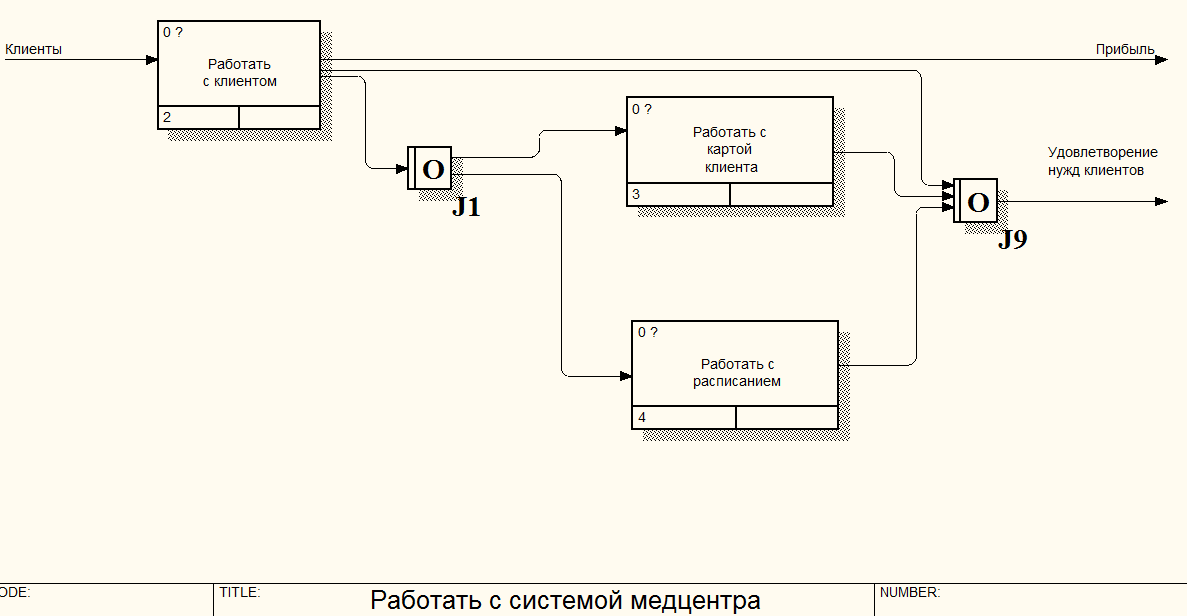 0 ?
Клиенты
Работать
с клиентом
2
Прибыль
0 ?
Работать с
картой
клиента
3
Удовлетворение
нужд клиентов
O
J1
O
J9
0 ?
Работать с
расписанием
4
ODE:
TITLE:
Работать с системой медцентра
NUMBER: